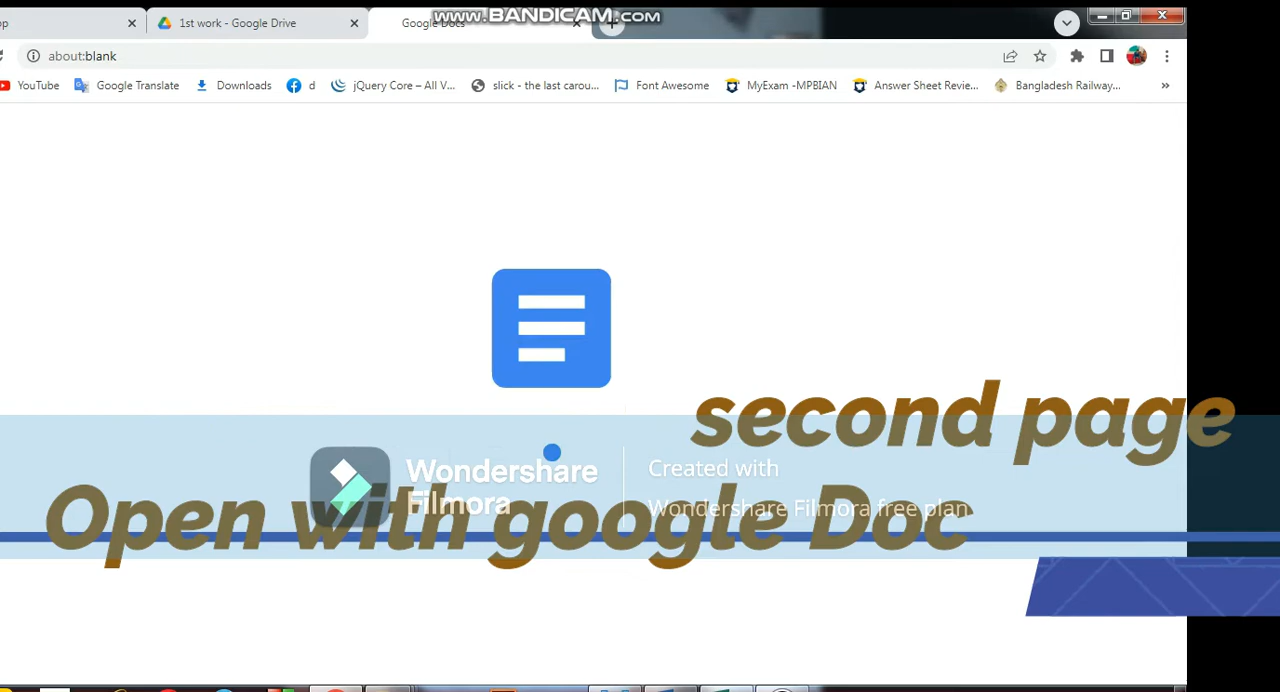 p
1st work - Google Drive
Google Docs
www.BANDICAM.com
about:blank
YouTube
Google Translate
Downloads
d
jQuery Core – All V...
slick - the last carou...
Font Awesome
MyExam -MPBIAN
Answer Sheet Revie...
Bangladesh Railway...
second page
Wondershare
Filmora
Created with
Wondershare Filmora free plan
Open with google Doc